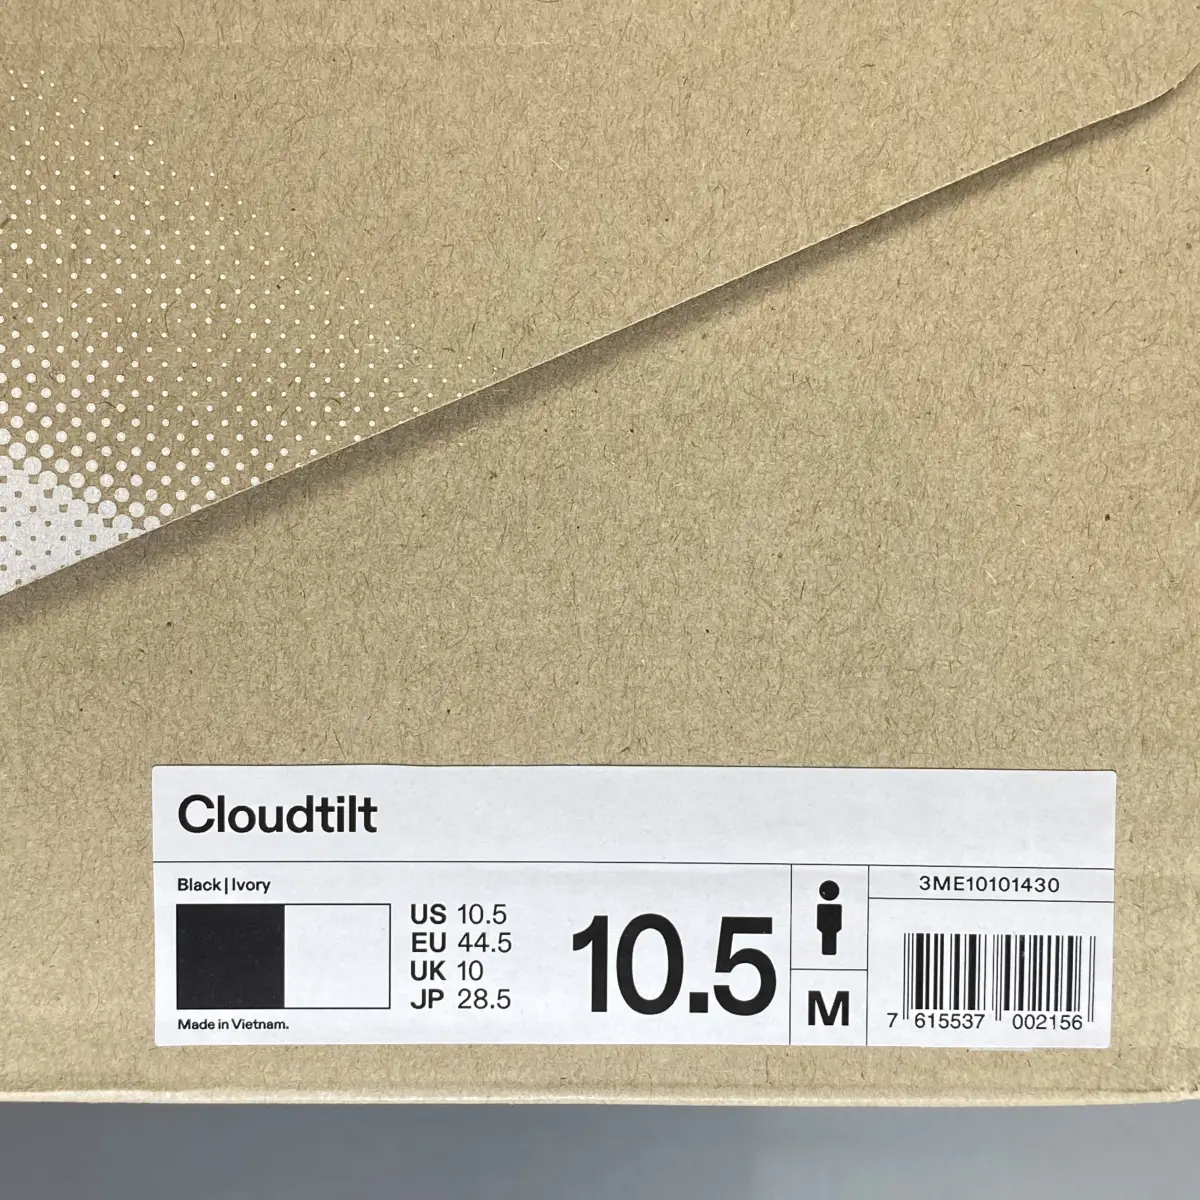 Cloudtilt
Black | Ivory
US 10.5
EU 44.5
UK 10
JP 28.5
Made in Vietnam.
10.5
M
3ME10101430
7 615537 002156